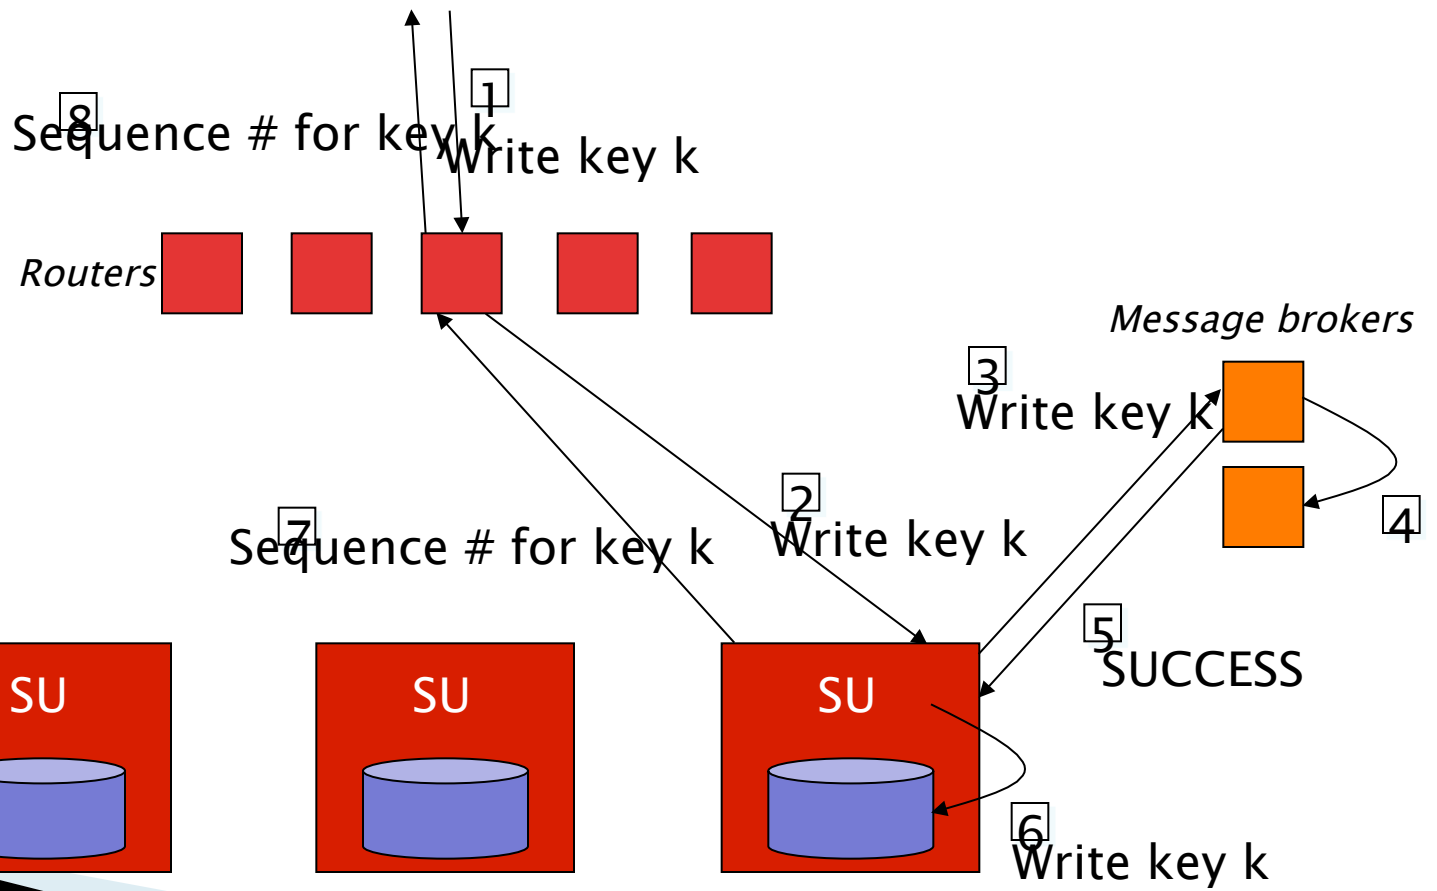 1
8
Sequence # for key k
Write key k
Routers
Message brokers
3
Write key k
2
Write key k
4
7
Sequence # for key k
5
SUCCESS
SU
SU
SU
6
Write key k